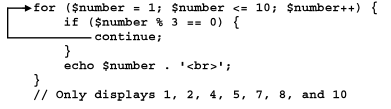 for ($number = 1; $number <= 10; $number++) {
    if ($number % 3 == 0) {
        continue;
    }
    echo $number . '<br>';
}
// Only displays 1, 2, 4, 5, 7, 8, and 10